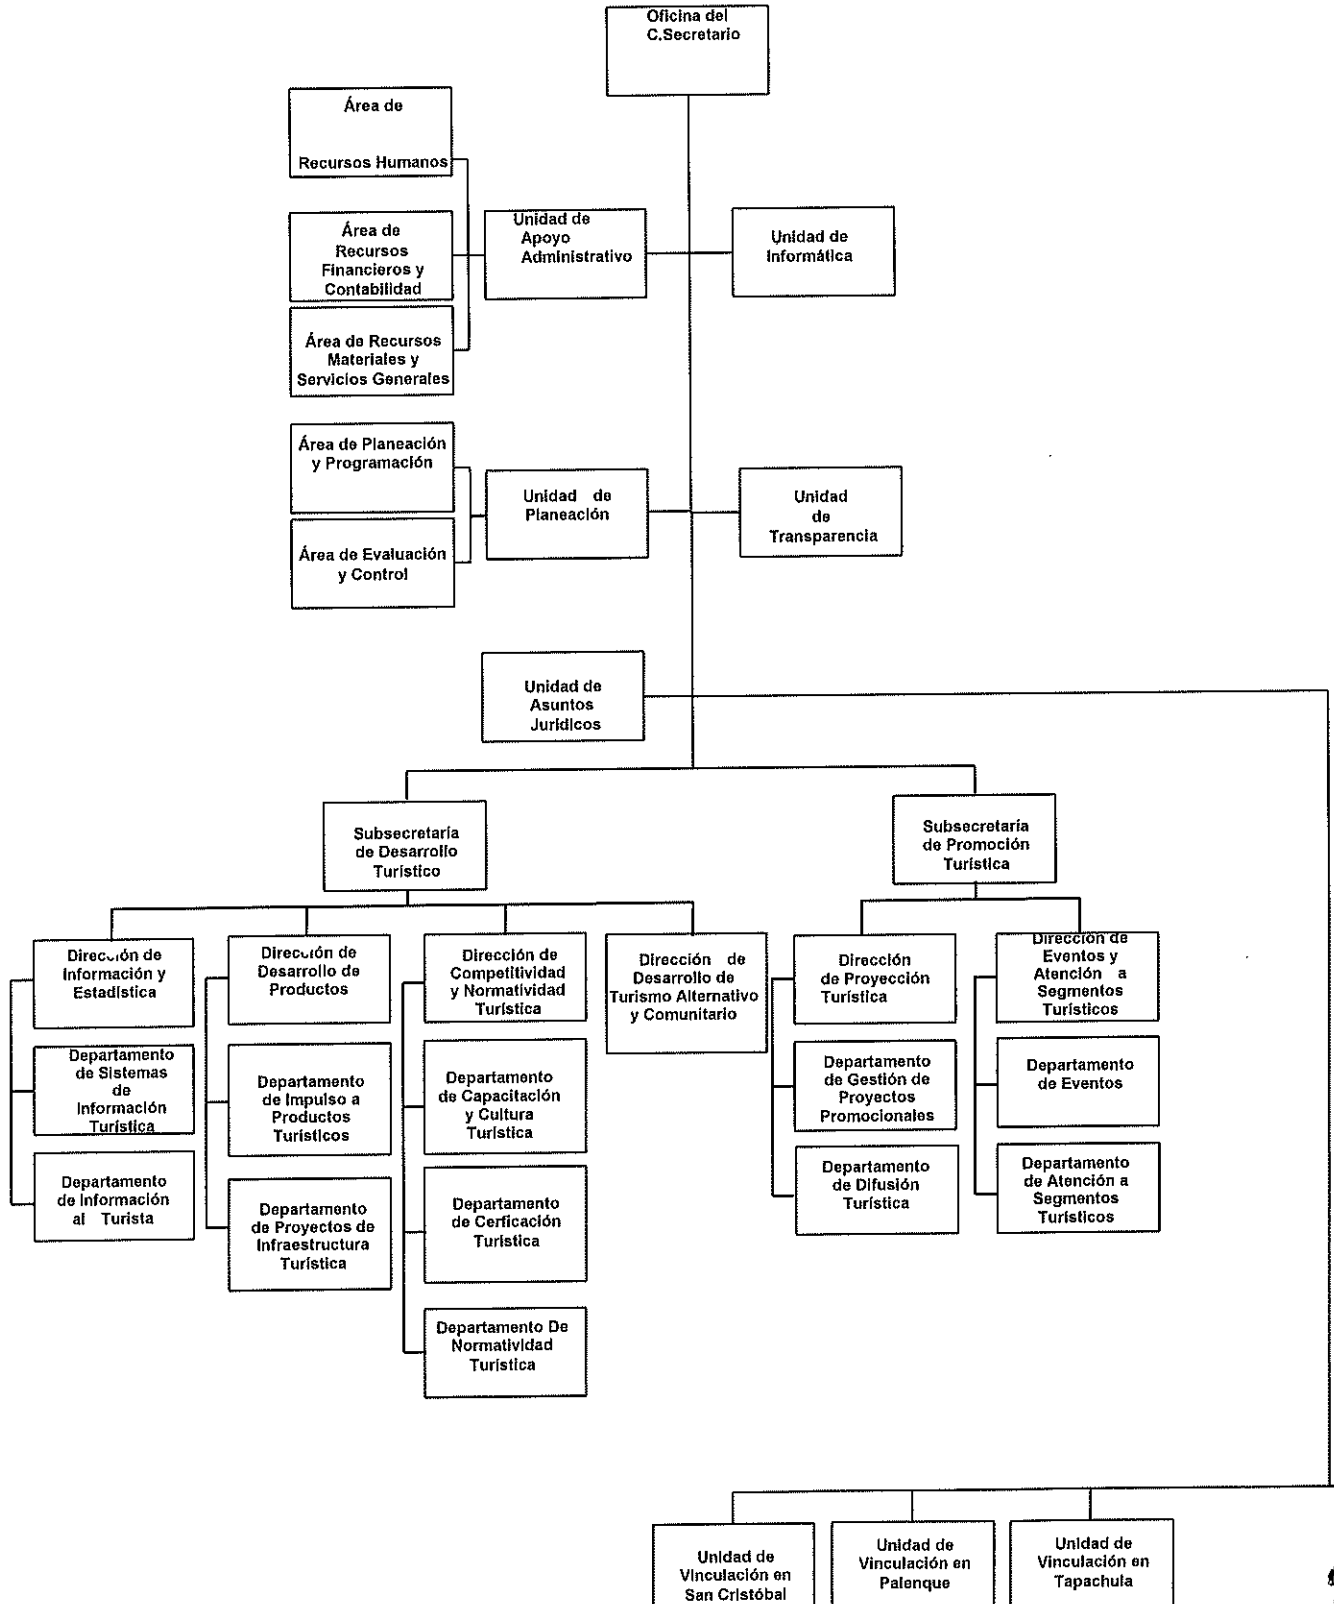 Oficina del
C.Secretario
Área de
Recursos Humanos
Área de
Recursos
Financieros y
Contabilidad
Unidad de
Apoyo
Administrativo
Unidad de
Informática
Área de Recursos
Materiales y
Servicios Generales
Área de Planeación
y Programación
Unidad de
Planeación
Unidad
de
Transparencia
Área de Evaluación
y Control
Unidad de
Asuntos
Jurídicos
Subsecretaría
de Desarrollo
Turístico
Subsecretaría
de Promoción
Turística
Dirección de
Información y
Estadística
Dirección de
Desarrollo de
Productos
Dirección de
Competitividad
y Normatividad
Turística
Dirección de
Desarrollo de
Turismo Alternativo
y Comunitario
Dirección
de Proyección
Turística
Dirección de
Eventos y
Atención a
Segmentos
Turísticos
Departamento
de Sistemas
de
Información
Turística
Departamento
de Impulso a
Productos
Turísticos
Departamento
de Capacitación
y Cultura
Turística
Departamento
de Gestión de
Proyectos
Promocionales
Departamento
de Eventos
Departamento
de Información
al Turista
Departamento
de Proyectos de
Infraestructura
Turística
Departamento
de Cerficación
Turística
Departamento
de Difusión
Turística
Departamento
de Atención a
Segmentos
Turísticos
Departamento De
Normatividad
Turística
Unidad de
Vinculación en
San Cristóbal
Unidad de
Vinculación en
Palenque
Unidad de
Vinculación en
Tapachula